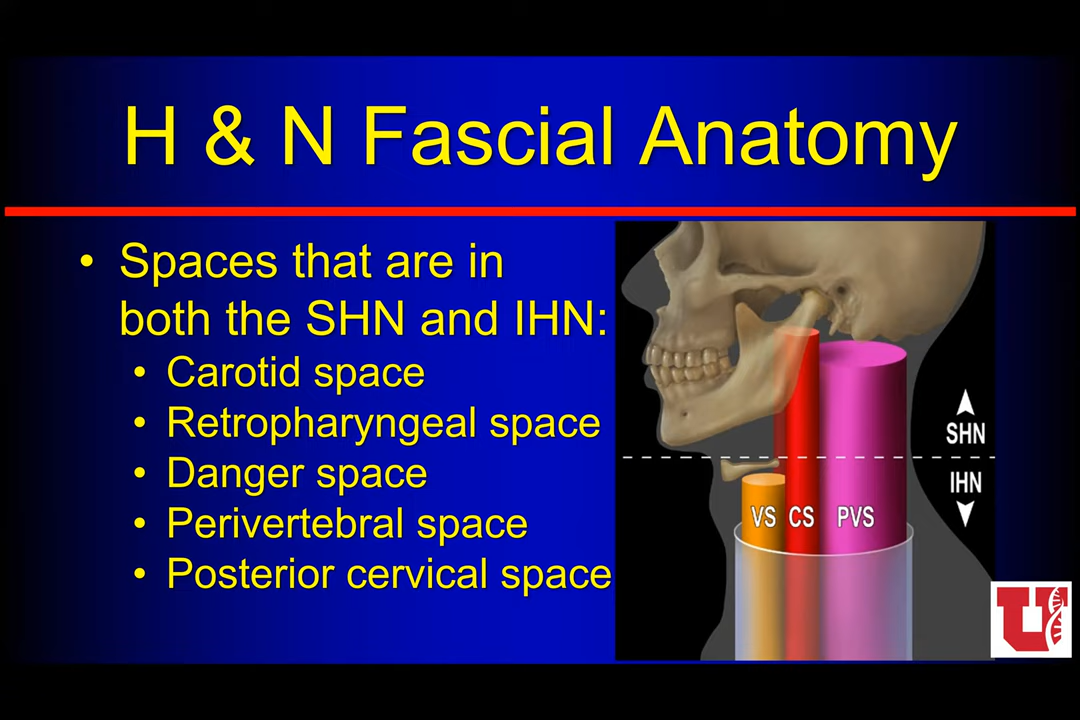 H & N Fascial Anatomy
• Spaces that are in
both the SHN and IHN:
• Carotid space
• Retropharyngeal space
• Danger space
• Perivertebral space
• Posterior cervical space
SHN
IHN
VS CS PVS
U